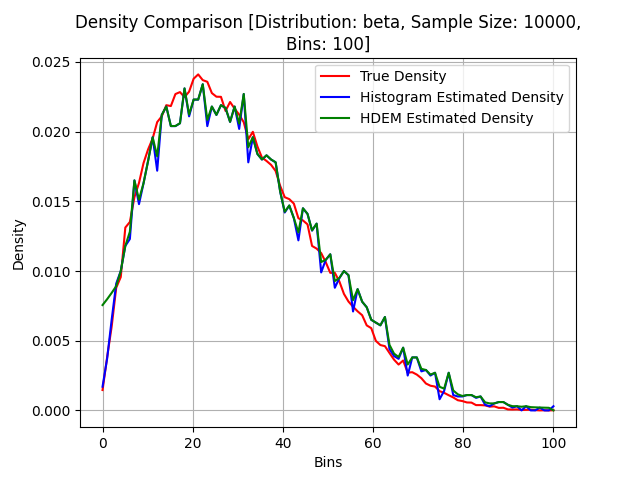 Density Comparison [Distribution: beta, Sample Size: 10000,
Bins: 100]
True Density
Histogram Estimated Density
HDEM Estimated Density
Density
0.025
0.020
0.015
0.010
0.005
0.000
0 20 40 60 80 100
Bins